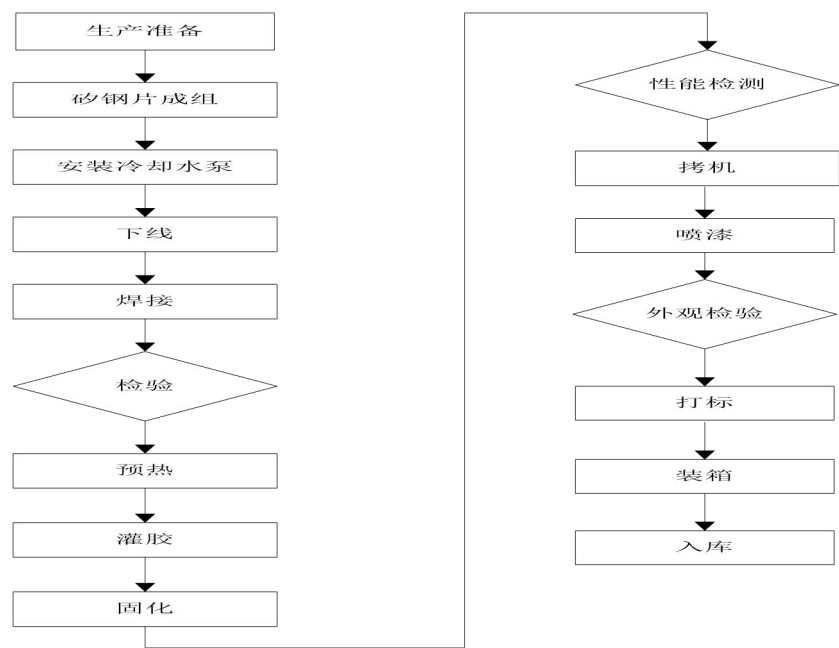 生产准备
矽钢片成组
安装冷却水泵
下线
焊接
检验
预热
灌胶
固化
性能检测
拷机
喷漆
外观检验
打标
装箱
入库